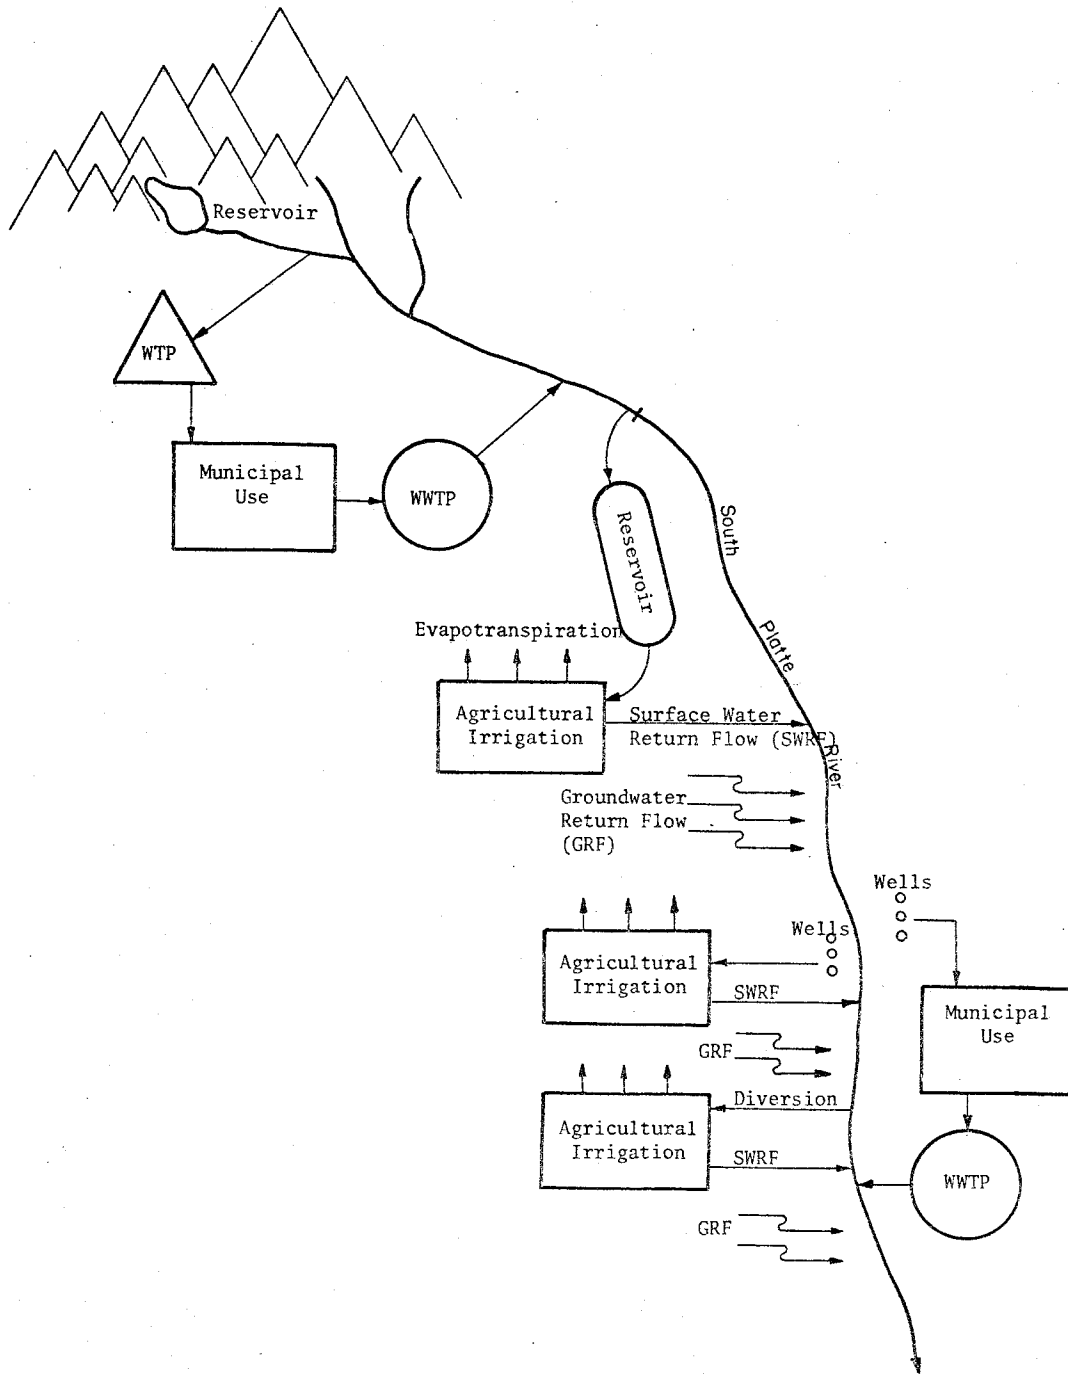 Reservoir
WTP
Municipal
Use
WWTP
Reservoir
South
Platte
River
Evapotranspiration
Agricultural
Irrigation
Surface Water
Return Flow (SWRF)
Groundwater
Return Flow
(GRF)
Wells
Wells
Agricultural
Irrigation
SWRF
Municipal
Use
GRF
Diversion
Agricultural
Irrigation
SWRF
WWTP
GRF